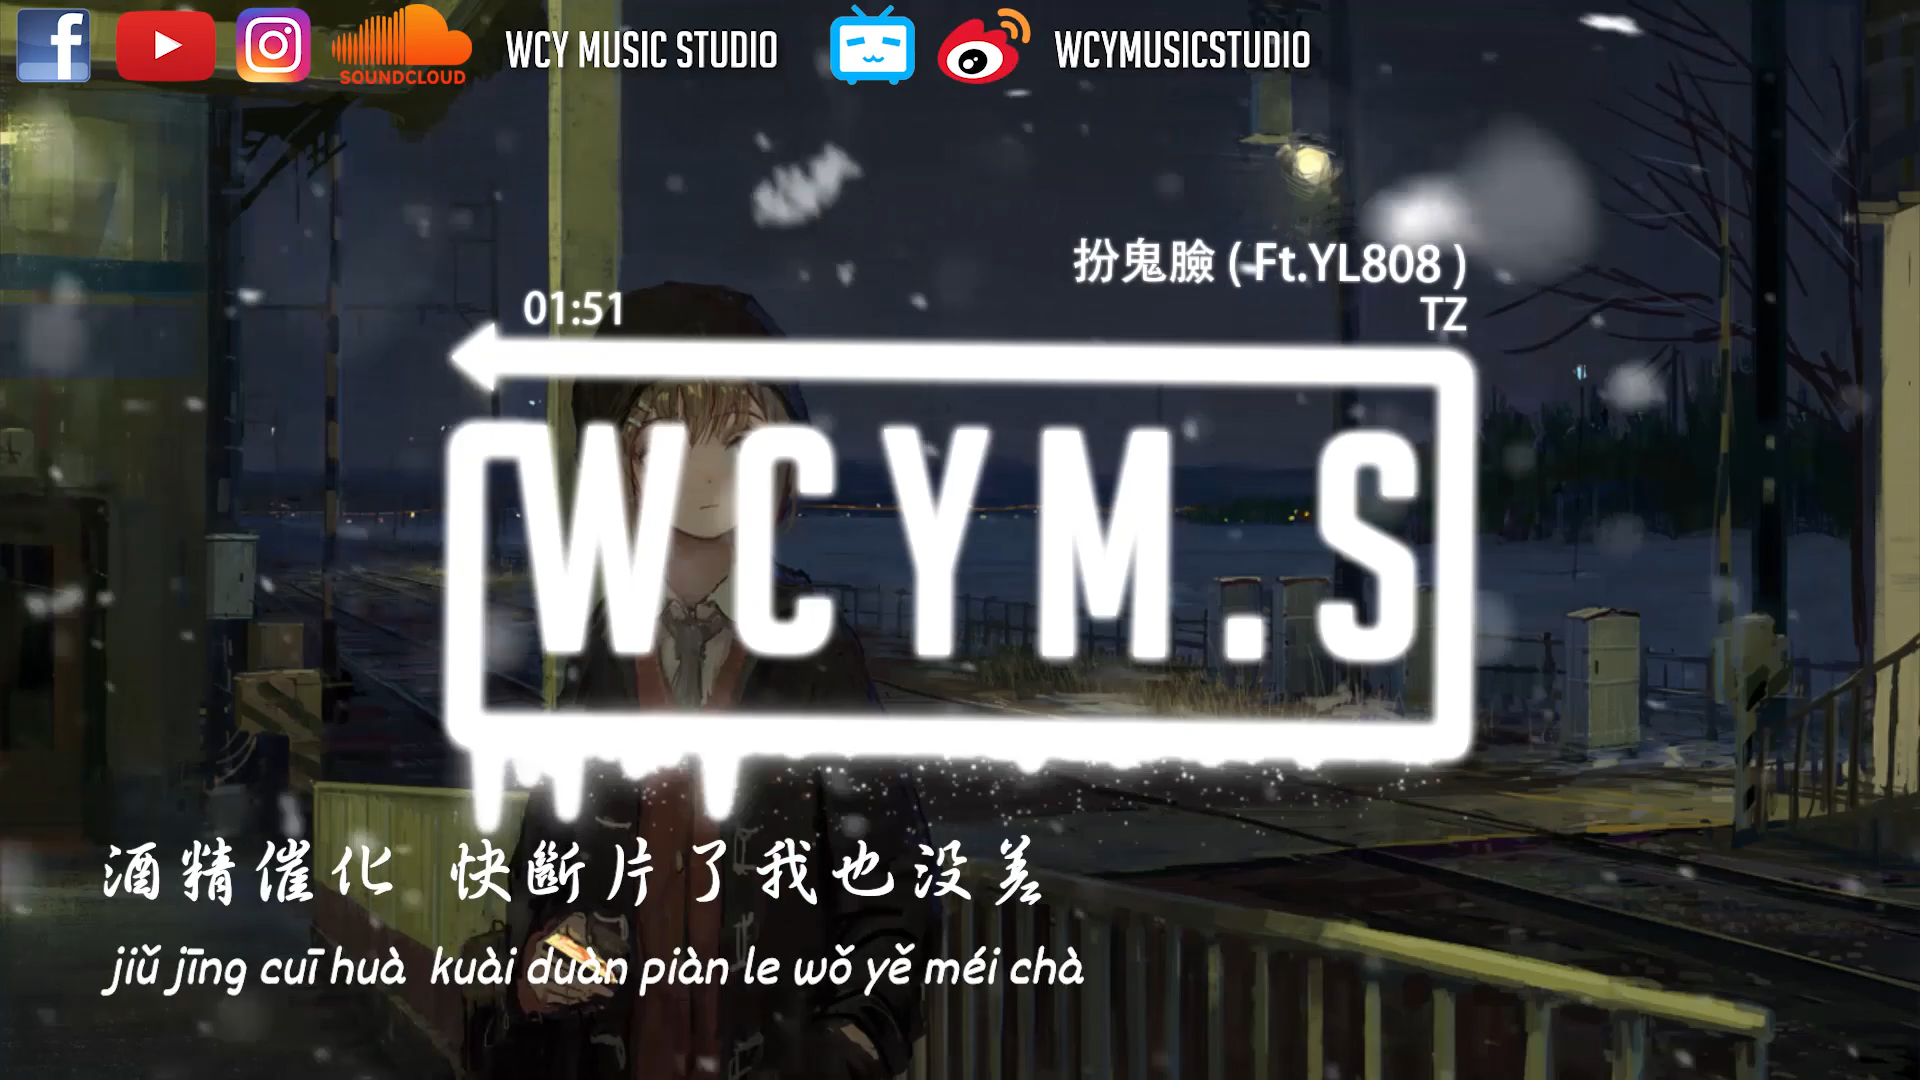 SOUNDCLOUD
WCY MUSIC STUDIO
WCYMUSICSTUDIO
扮鬼臉 ( Ft.YL808 )
TZ
01:51
WCYM.S
酒精催化 快斷片了我也没差
jiǔ jīng cuī huà kuài duàn piàn le wǒ yě méi chà